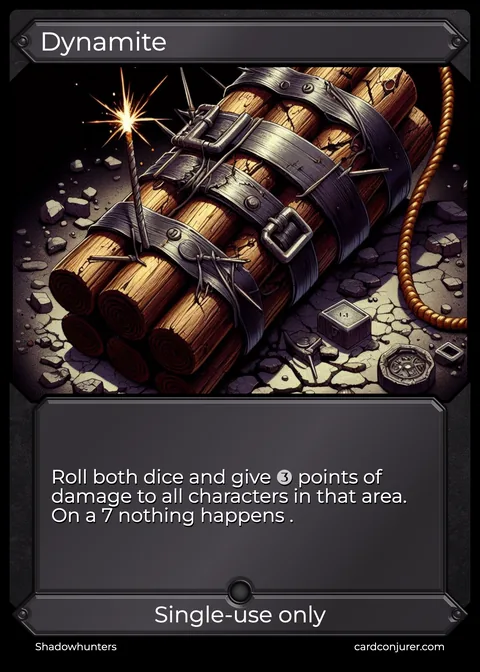 Dynamite
Roll both dice and give 3 points of
damage to all characters in that area.
On a 7 nothing happens .
Single-use only
Shadowhunters
cardconjurer.com